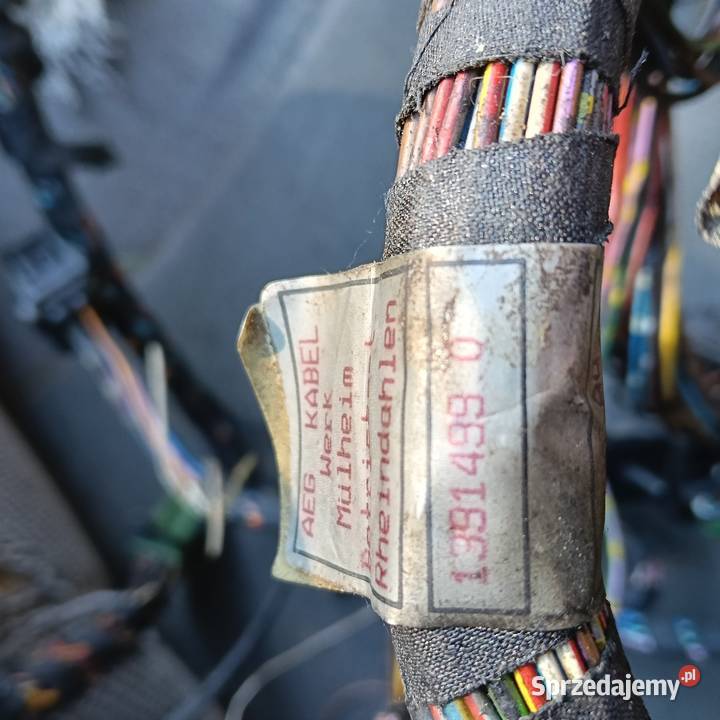 AEG KABEL
Werk
Mülheim
Rheindahlen
1381499 0
Sprzedajemy.pl